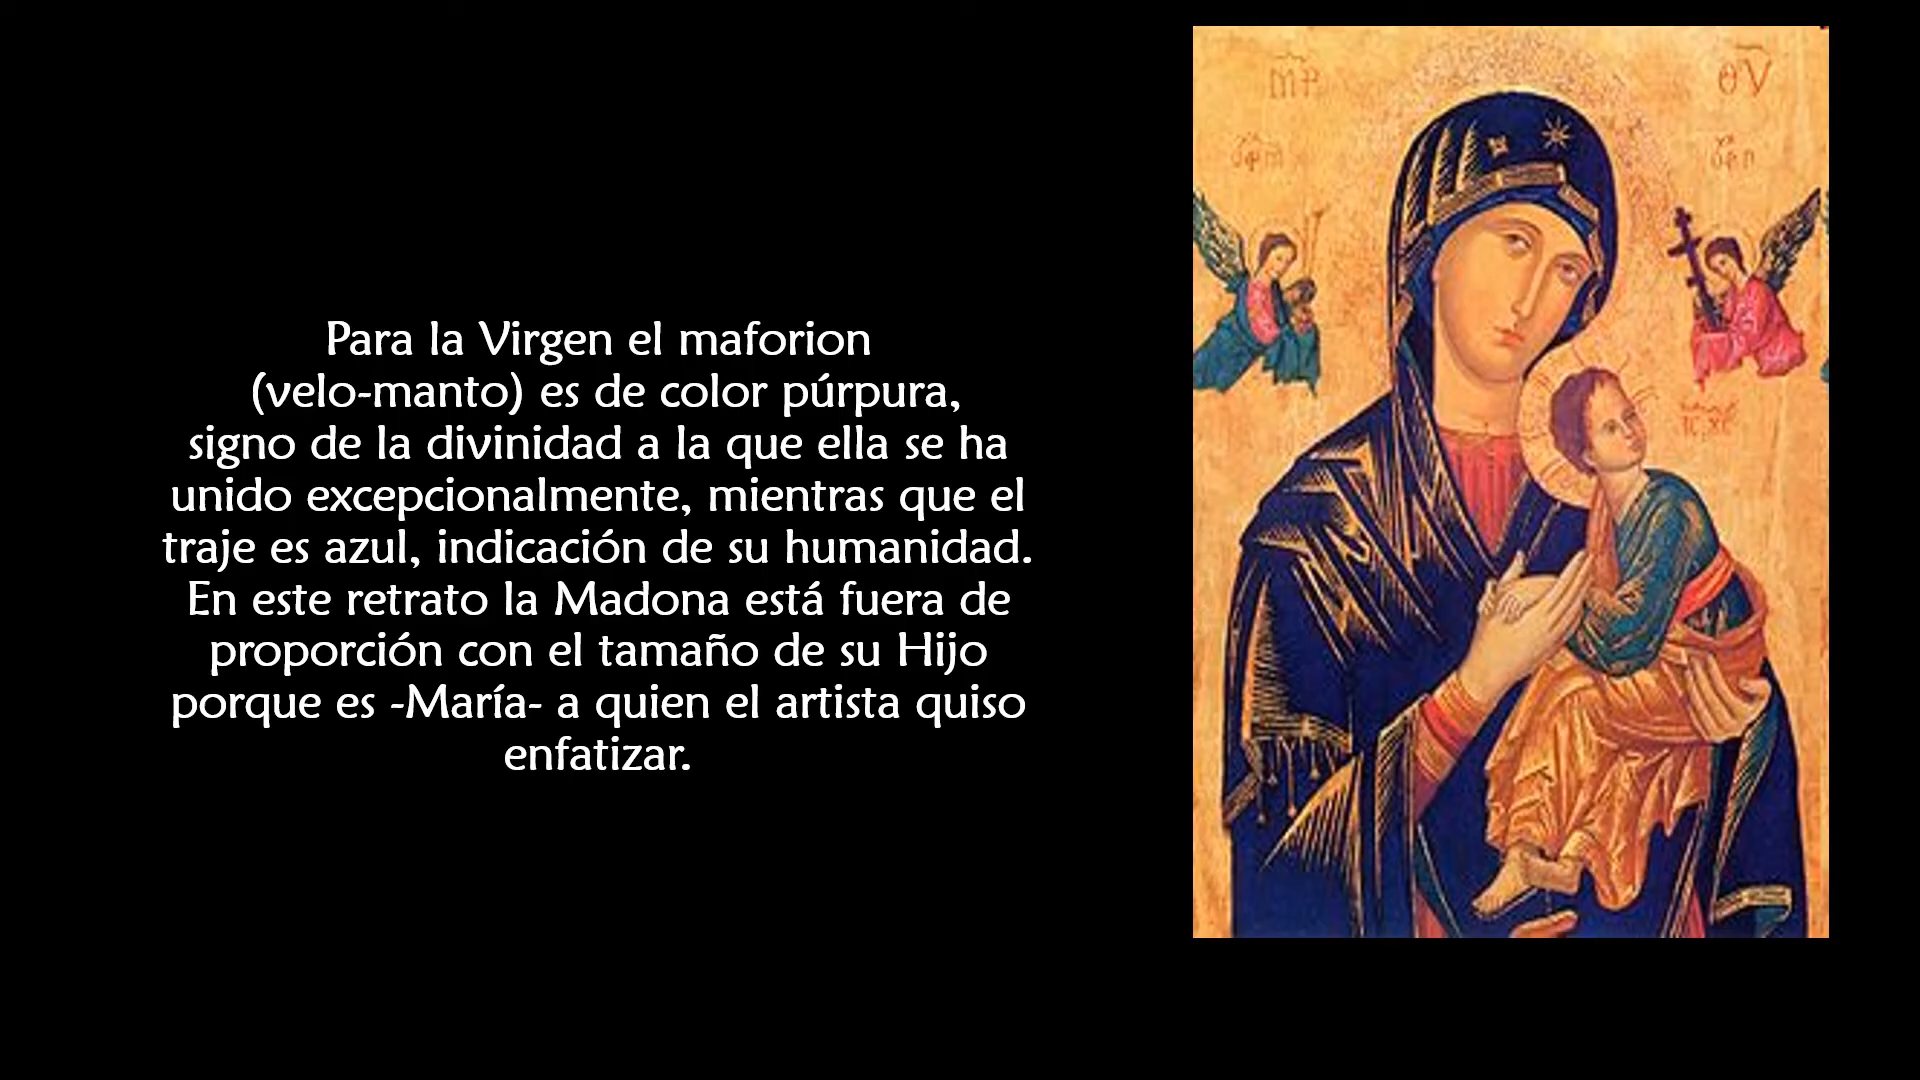 Para la Virgen el maforion
(velo-manto) es de color púrpura,
signo de la divinidad a la que ella se ha
unido excepcionalmente, mientras que el
traje es azul, indicación de su humanidad.
En este retrato la Madona está fuera de
proporción con el tamaño de su Hijo
porque es -María- a quien el artista quiso
enfatizar.